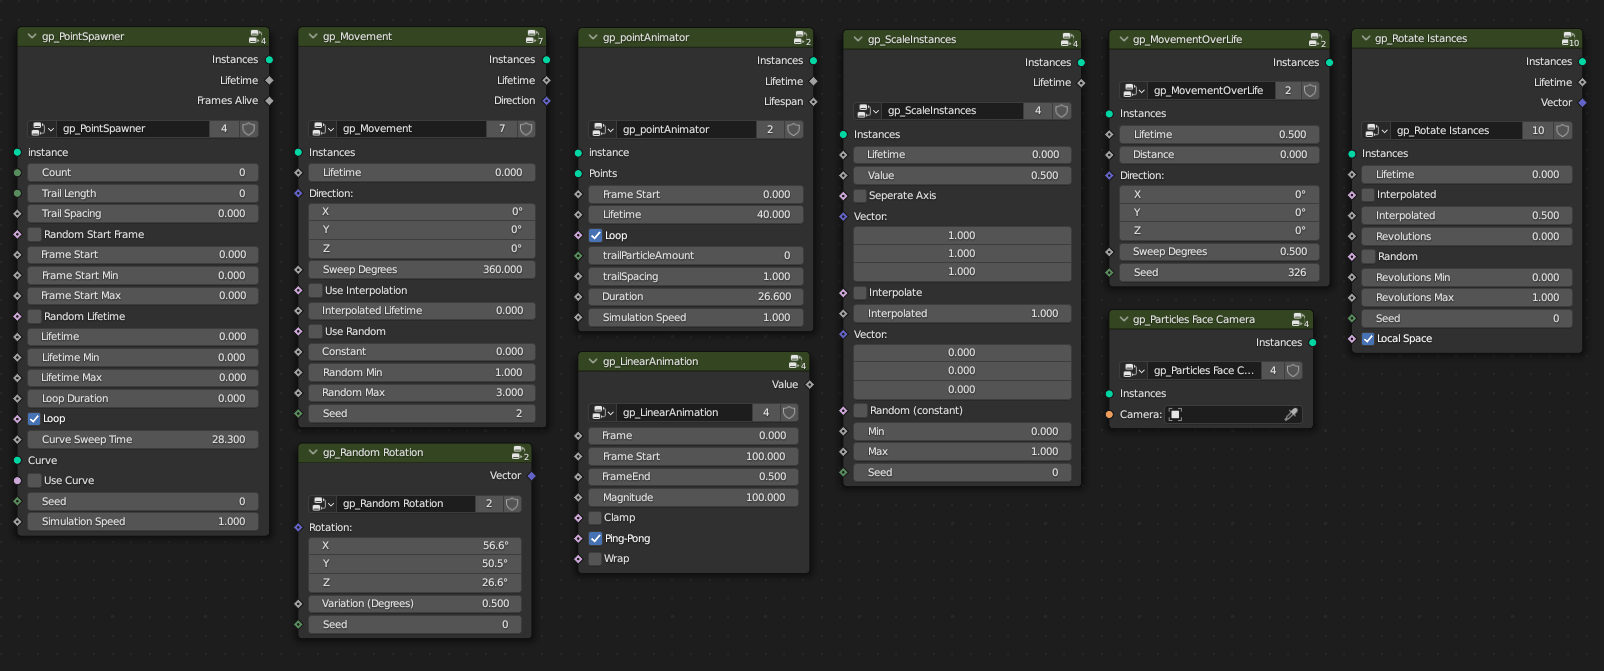 gp_PointSpawner
4
Instances
Lifetime
Frames Alive
gp_PointSpawner 4
instance
Count 0
Trail Length 0
Trail Spacing 0.000
Random Start Frame
Frame Start 0.000
Frame Start Min 0.000
Frame Start Max 0.000
Random Lifetime
Lifetime 0.000
Lifetime Min 0.000
Lifetime Max 0.000
Loop Duration 0.000
Loop
Curve Sweep Time 28.300
Curve
Use Curve
Seed 0
Simulation Speed 1.000
gp_Movement
7
Instances
Lifetime
Direction
gp_Movement 7
Instances
Lifetime 0.000
Direction:
X 0°
Y 0°
Z 0°
Sweep Degrees 360.000
Use Interpolation
Interpolated Lifetime 0.000
Use Random
Constant 0.000
Random Min 1.000
Random Max 3.000
Seed 2
gp_Random Rotation
2
Vector
gp_Random Rotation 2
Rotation:
X 56.6°
Y 50.5°
Z 26.6°
Variation (Degrees) 0.500
Seed 0
gp_pointAnimator
2
Instances
Lifetime
Lifespan
gp_pointAnimator 2
instance
Points
Frame Start 0.000
Lifetime 40.000
Loop
trailParticleAmount 0
trailSpacing 1.000
Duration 26.600
Simulation Speed 1.000
gp_LinearAnimation
4
Value
gp_LinearAnimation 4
Frame 0.000
Frame Start 100.000
FrameEnd 0.500
Magnitude 100.000
Clamp
Ping-Pong
Wrap
gp_ScaleInstances
4
Instances
Lifetime
gp_ScaleInstances 4
Instances
Lifetime 0.000
Value 0.500
Seperate Axis
Vector:
1.000
1.000
1.000
Interpolate
Interpolated 1.000
Vector:
0.000
0.000
0.000
Random (constant)
Min 0.000
Max 1.000
Seed 0
gp_MovementOverLife
2
Instances
gp_MovementOverLife 2
Instances
Lifetime 0.500
Distance 0.000
Direction:
X 0°
Y 0°
Z 0°
Sweep Degrees 0.500
Seed 326
gp_Particles Face Camera
4
Instances
gp_Particles Face C... 4
Instances
Camera:
gp_Rotate Istances
10
Instances
Lifetime
Vector
gp_Rotate Istances 10
Instances
Lifetime 0.000
Interpolated
Interpolated 0.500
Revolutions 0.000
Random
Revolutions Min 0.000
Revolutions Max 1.000
Seed 0
Local Space